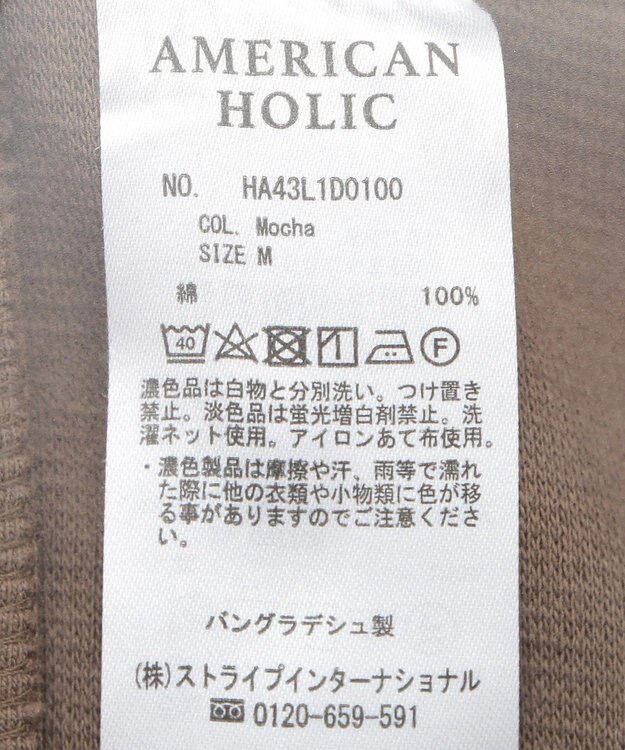 AMERICAN
HOLIC
NO. HA43L1D0100
COL. Mocha
SIZE M
綿 100%
40 F
濃色品は白物と分別洗い。つけ置き
禁止。淡色品は蛍光増白剤禁止。洗
濯ネット使用。アイロンあて布使用。
・濃色製品は摩擦や汗、雨等で濡れ
た際に他の衣類や小物類に色が移
る事がありますのでご注意くださ
い。
バングラデシュ製
(株)ストライプインターナショナル
0120-659-591